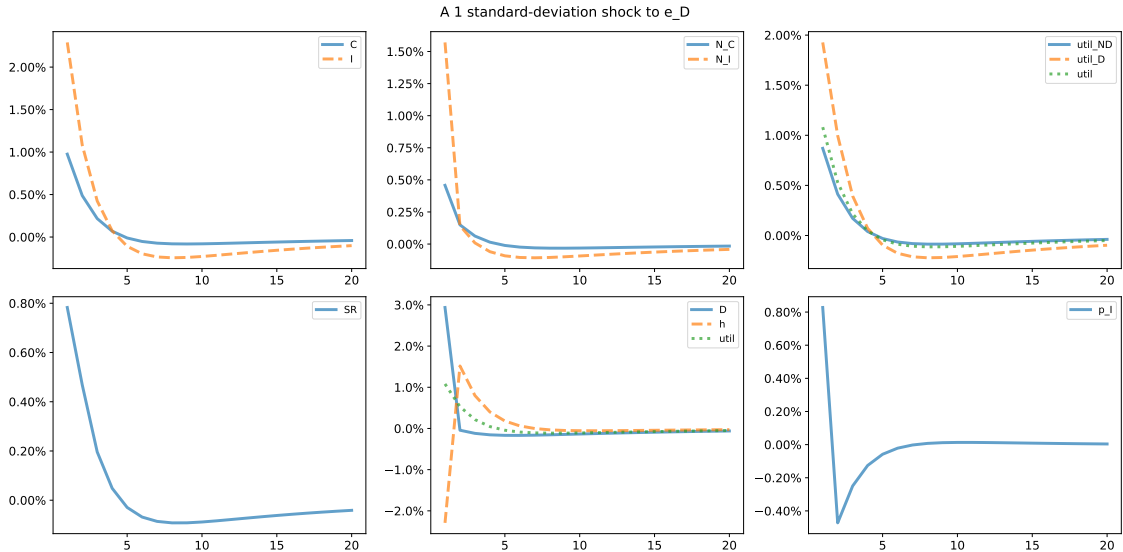 A 1 standard-deviation shock to e_D
2.00%
1.00%
0.00%
C
I
5 10 15 20
1.50%
1.25%
1.00%
0.75%
0.50%
0.25%
0.00%
N_C
N_I
5 10 15 20
2.00%
1.50%
1.00%
0.50%
0.00%
util_ND
util_D
util
5 10 15 20
0.80%
0.60%
0.40%
0.20%
0.00%
SR
5 10 15 20
3.0%
2.0%
1.0%
0.0%
−1.0%
−2.0%
D
h
util
5 10 15 20
0.80%
0.60%
0.40%
0.20%
0.00%
−0.20%
−0.40%
p_I
5 10 15 20